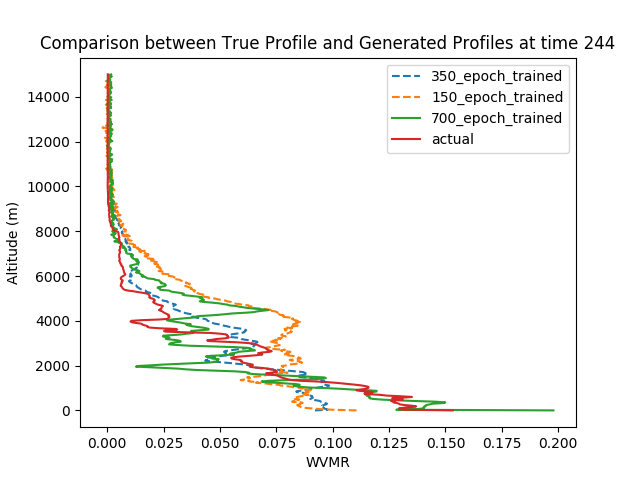 Comparison between True Profile and Generated Profiles at time 244
350_epoch_trained
150_epoch_trained
700_epoch_trained
actual
Altitude (m)
14000
12000
10000
8000
6000
4000
2000
0
0.000 0.025 0.050 0.075 0.100 0.125 0.150 0.175 0.200
WVMR